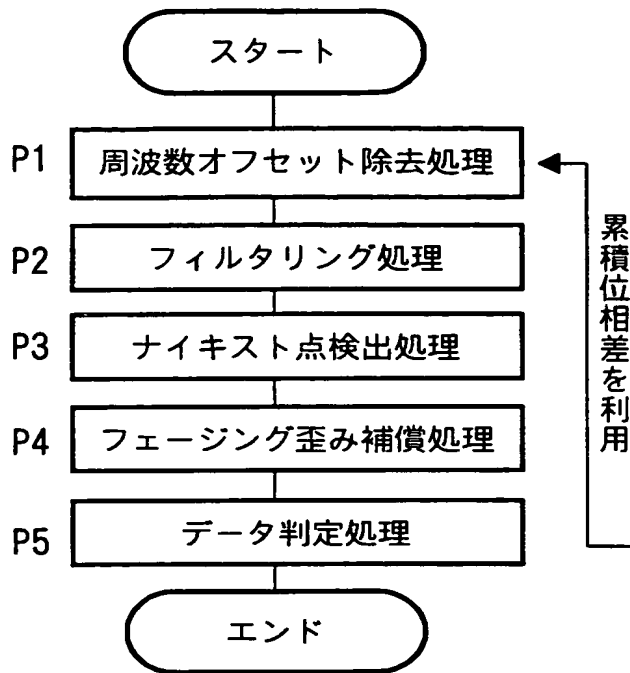 スタート
P1 周波数オフセット除去処理
P2 フィルタリング処理
P3 ナイキスト点検出処理
P4 フェージング歪み補償処理
P5 データ判定処理
エンド
累積位相差を利用